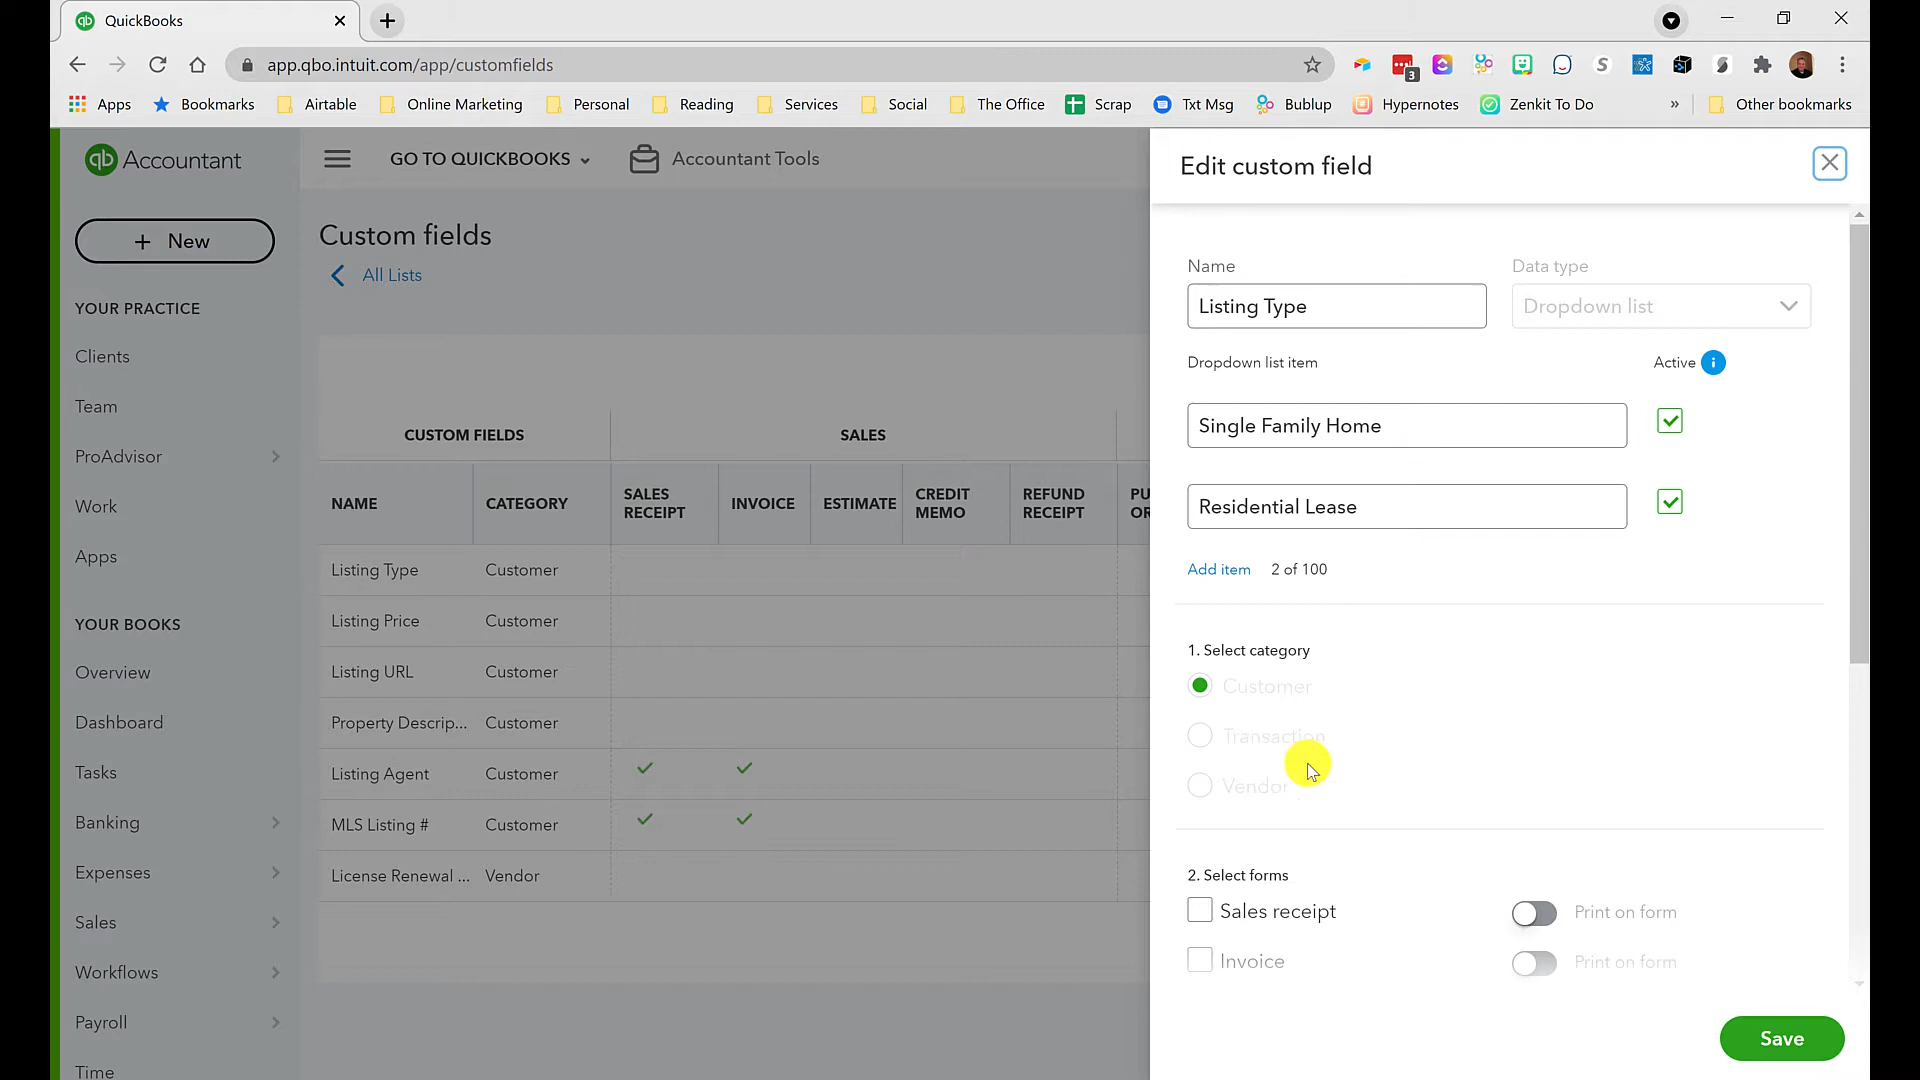 QuickBooks
app.qbo.intuit.com/app/customfields
3
Apps
Bookmarks
Airtable
Online Marketing
Personal
Reading
Services
Social
The Office
Scrap
Txt Msg
Bublup
Hypernotes
Zenkit To Do
»
Other bookmarks
qb Accountant
GO TO QUICKBOOKS
Accountant Tools
Edit custom field
+ New
Custom fields
All Lists
YOUR PRACTICE
Clients
Team
ProAdvisor
Work
Apps
YOUR BOOKS
Overview
Dashboard
Tasks
Banking
Expenses
Sales
Workflows
Payroll
Time
CUSTOM FIELDS
SALES
NAME
CATEGORY
SALES
RECEIPT
INVOICE
ESTIMATE
CREDIT
MEMO
REFUND
RECEIPT
PU
OR
Listing Type Customer
Listing Price Customer
Listing URL Customer
Property Descrip... Customer
Listing Agent Customer
MLS Listing # Customer
License Renewal ... Vendor
Name
Data type
Listing Type
Dropdown list
Dropdown list item
Active i
Single Family Home
Residential Lease
Add item 2 of 100
1. Select category
Customer
Transaction
Vendor
2. Select forms
Sales receipt
Print on form
Invoice
Print on form
Save